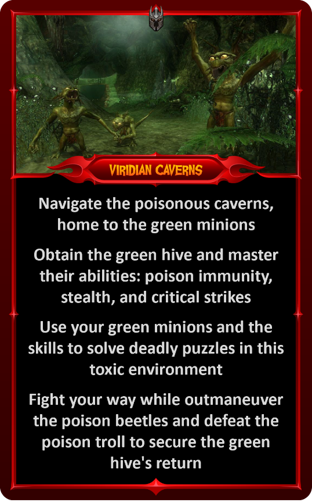 VIRIDIAN CAVERNS
Navigate the poisonous caverns,
home to the green minions
Obtain the green hive and master
their abilities: poison immunity,
stealth, and critical strikes
Use your green minions and the
skills to solve deadly puzzles in this
toxic environment
Fight your way while outmaneuver
the poison beetles and defeat the
poison troll to secure the green
hive's return